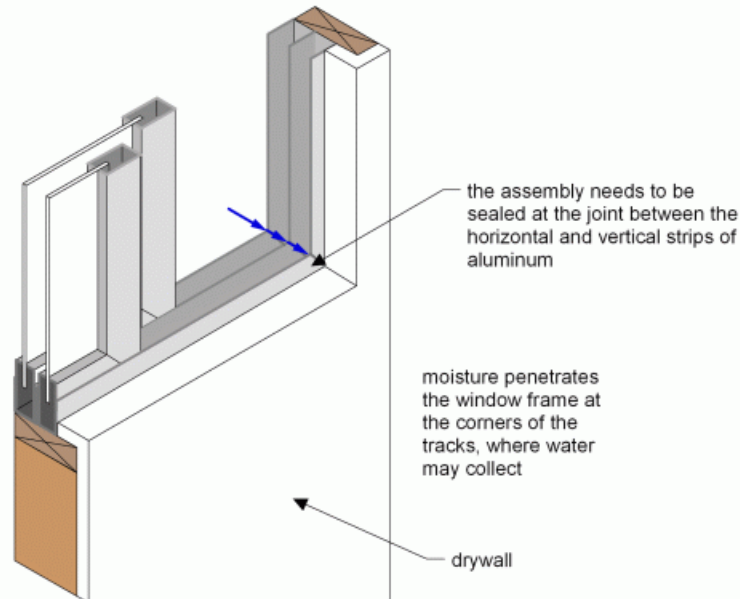 the assembly needs to be
sealed at the joint between the
horizontal and vertical strips of
aluminum
moisture penetrates
the window frame at
the corners of the
tracks, where water
may collect
drywall